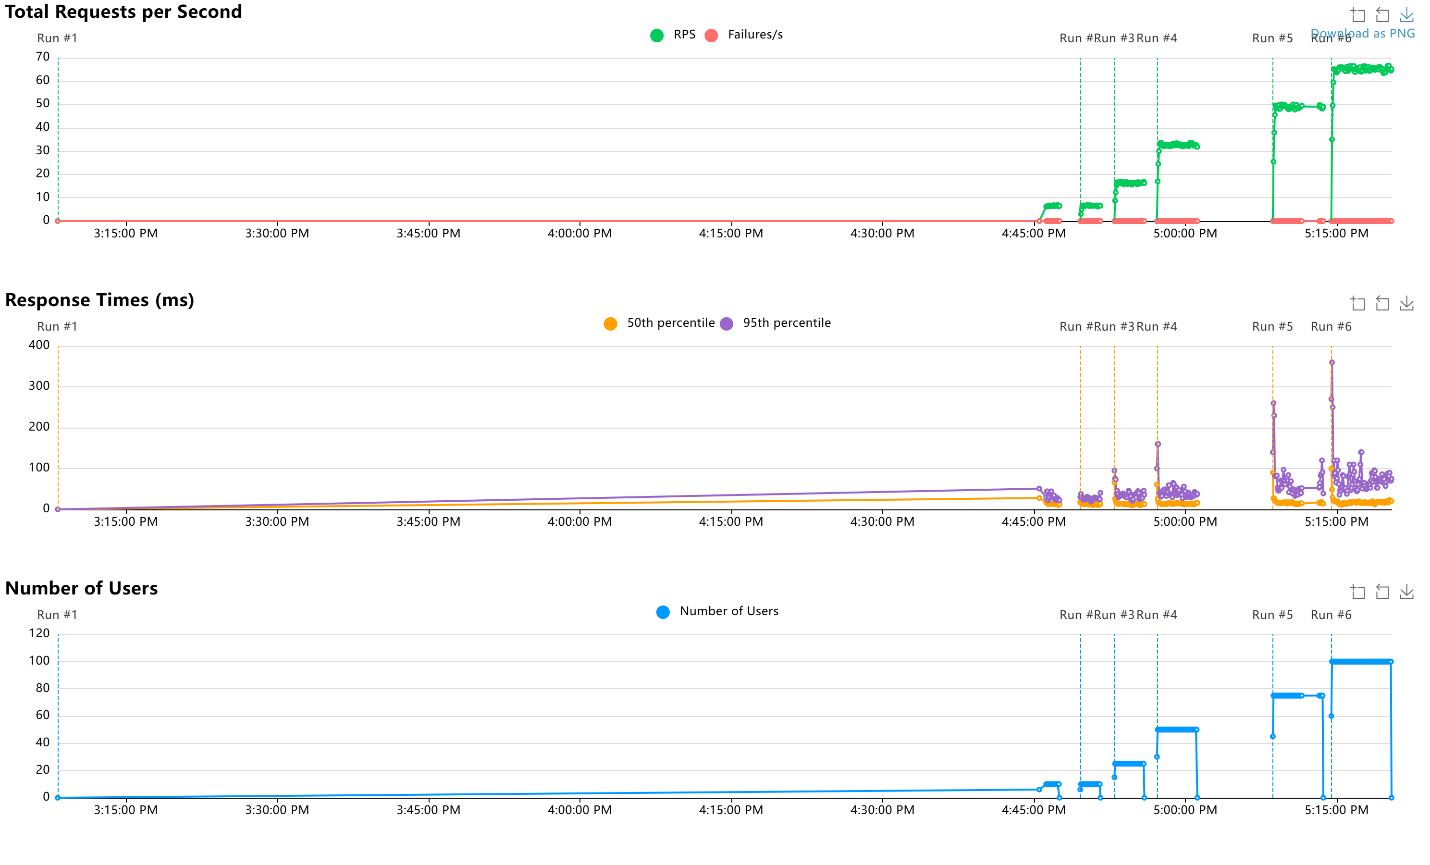 Total Requests per Second
Run #1
RPS Failures/s
Run #2 Run #3 Run #4 Run #5 Run #6
Download as PNG
70
60
50
40
30
20
10
0
3:15:00 PM 3:30:00 PM 3:45:00 PM 4:00:00 PM 4:15:00 PM 4:30:00 PM 4:45:00 PM 5:00:00 PM 5:15:00 PM
Response Times (ms)
Run #1
50th percentile 95th percentile
Run # Run #3 Run #4 Run #5 Run #6
400
300
200
100
0
3:15:00 PM 3:30:00 PM 3:45:00 PM 4:00:00 PM 4:15:00 PM 4:30:00 PM 4:45:00 PM 5:00:00 PM 5:15:00 PM
Number of Users
Run #1
Number of Users
Run # Run #3 Run #4 Run #5 Run #6
120
100
80
60
40
20
0
3:15:00 PM 3:30:00 PM 3:45:00 PM 4:00:00 PM 4:15:00 PM 4:30:00 PM 4:45:00 PM 5:00:00 PM 5:15:00 PM